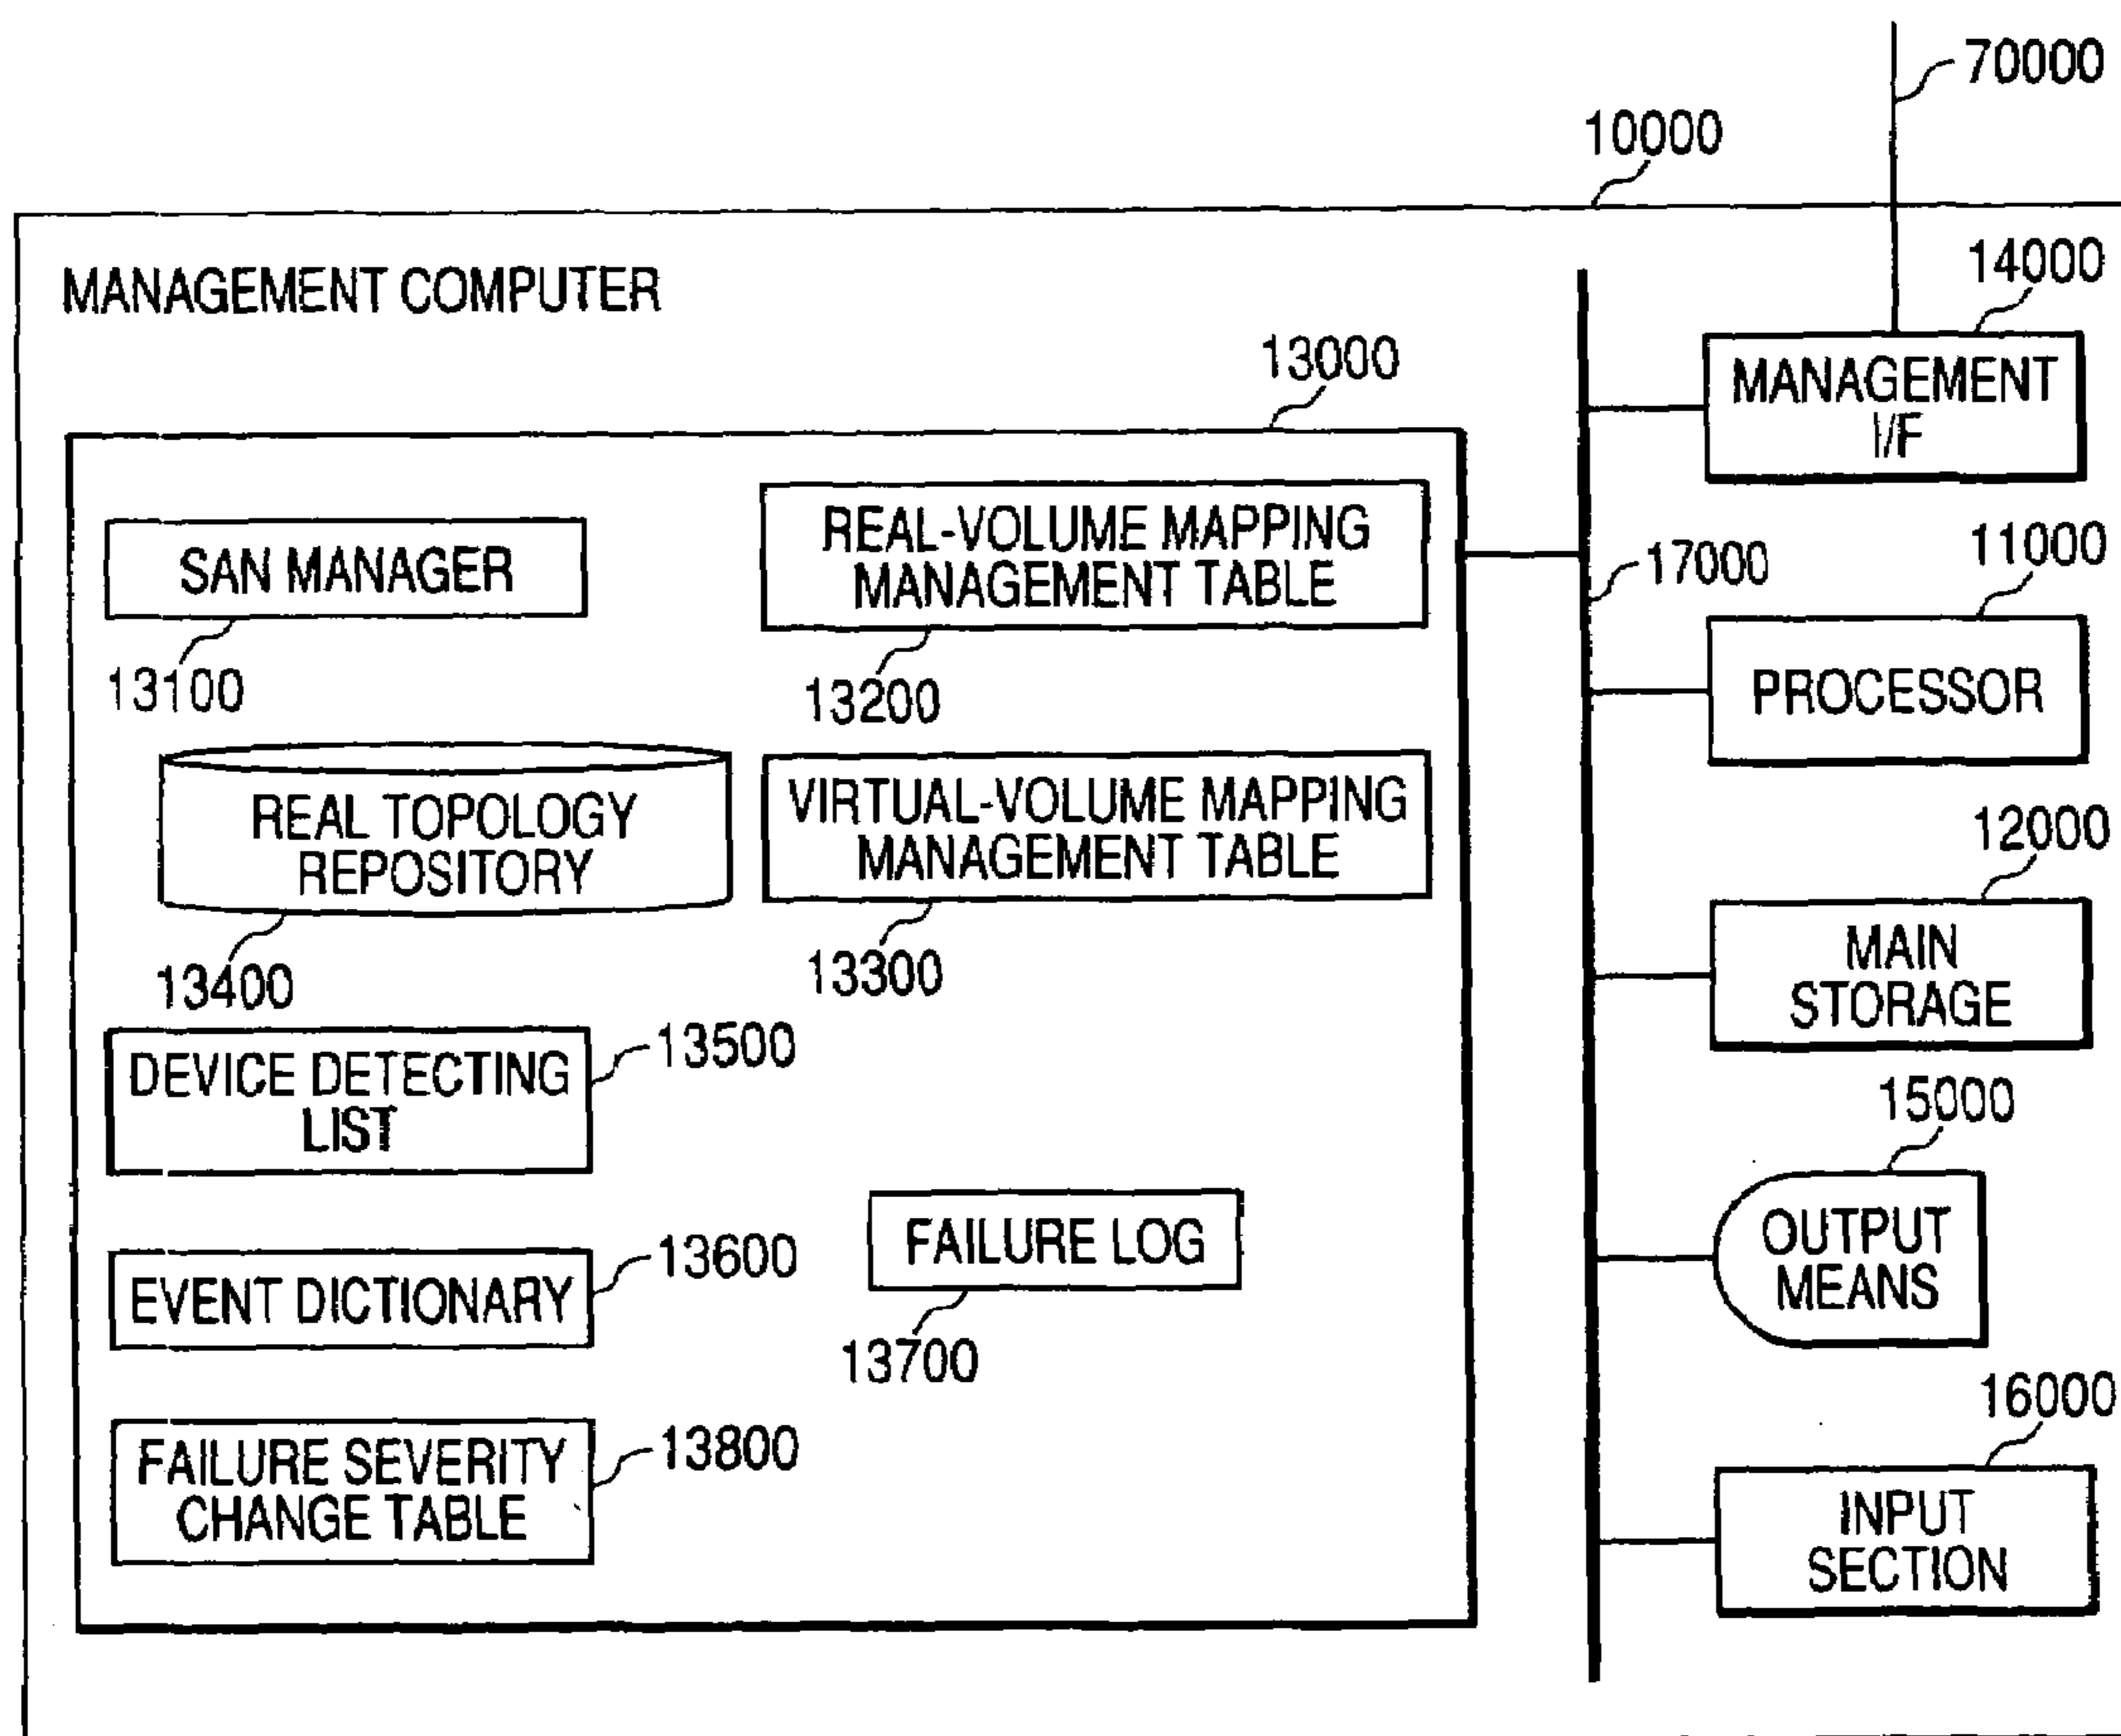 70000
10000
MANAGEMENT COMPUTER
14000
13000
MANAGEMENT
I/F
REAL-VOLUME MAPPING
MANAGEMENT TABLE
SAN MANAGER
17000
11000
13100
13200
PROCESSOR
REAL TOPOLOGY
REPOSITORY
VIRTUAL-VOLUME MAPPING
MANAGEMENT TABLE
12000
13400
13300
MAIN
STORAGE
DEVICE DETECTING
LIST
13500
15000
FAILURE LOG
OUTPUT
MEANS
EVENT DICTIONARY
13600
13700
16000
FAILURE SEVERITY
CHANGE TABLE
13800
INPUT
SECTION